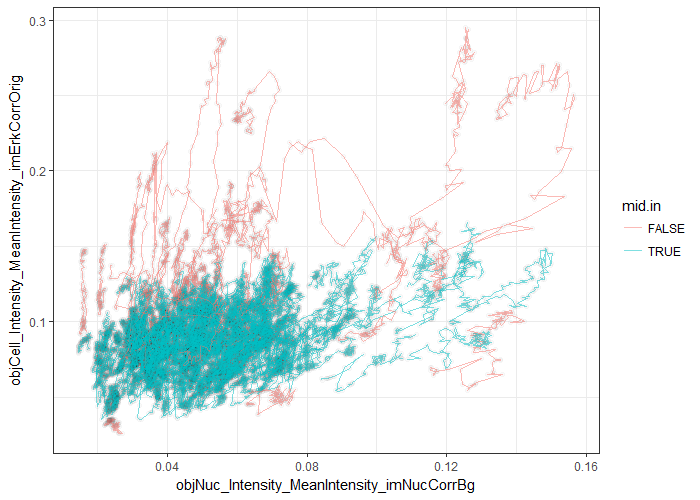 0.3
0.2
0.1
objCell_Intensity_MeanIntensity_imErkCorrOrig
0.04
0.08
0.12
0.16
objNuc_Intensity_MeanIntensity_imNucCorrBg
mid.in
FALSE
TRUE